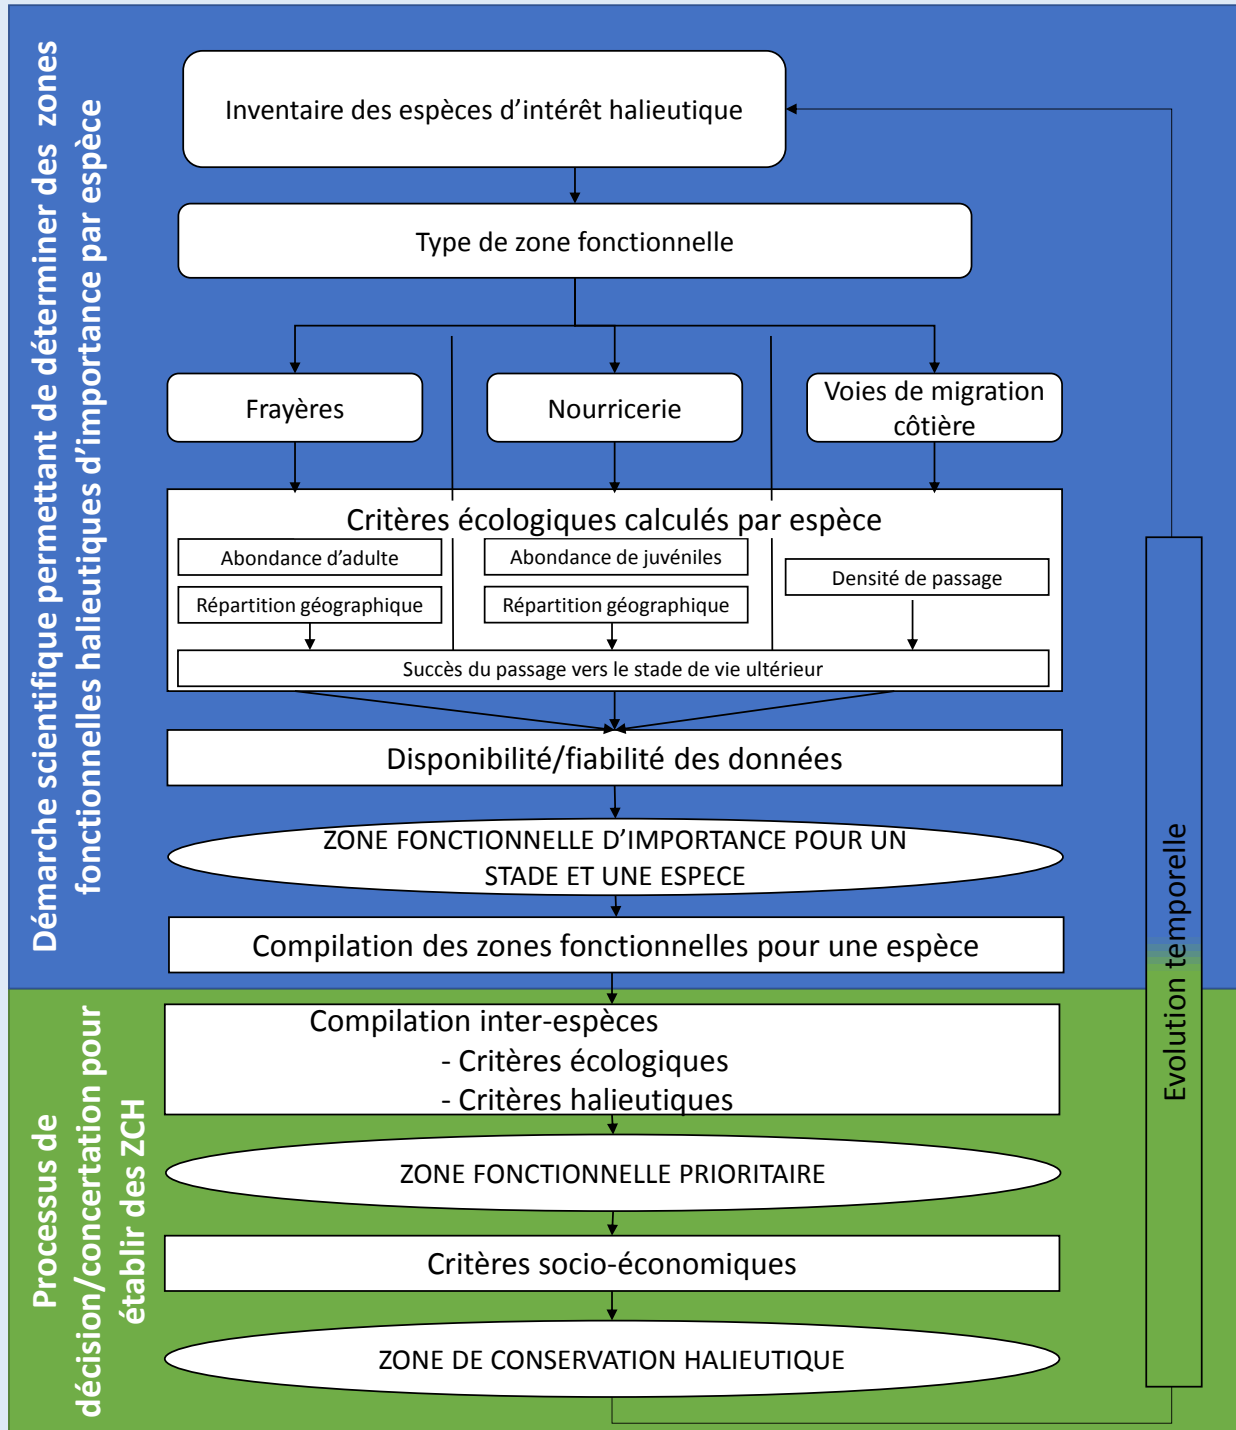 Démarche scientifique permettant de déterminer des  zones
fonctionnelles halieutiques d’importance par espèce
Inventaire des espèces d’intérêt halieutique
Type de zone fonctionnelle
Frayères
Nourricerie
Voies de migration
côtière
Critères écologiques calculés par espèce
Abondance d’adulte
Abondance de juvéniles
Densité de passage
Répartition géographique
Répartition géographique
Succès du passage vers le stade de vie ultérieur
Disponibilité/fiabilité des données
ZONE FONCTIONNELLE D’IMPORTANCE POUR UN
STADE ET UNE ESPECE
Compilation des zones fonctionnelles pour une espèce
Evolution temporelle
Processus de
décision/concertation pour
établir des ZCH
Compilation inter-espèces
- Critères écologiques
- Critères halieutiques
ZONE FONCTIONNELLE PRIORITAIRE
Critères socio-économiques
ZONE DE CONSERVATION HALIEUTIQUE